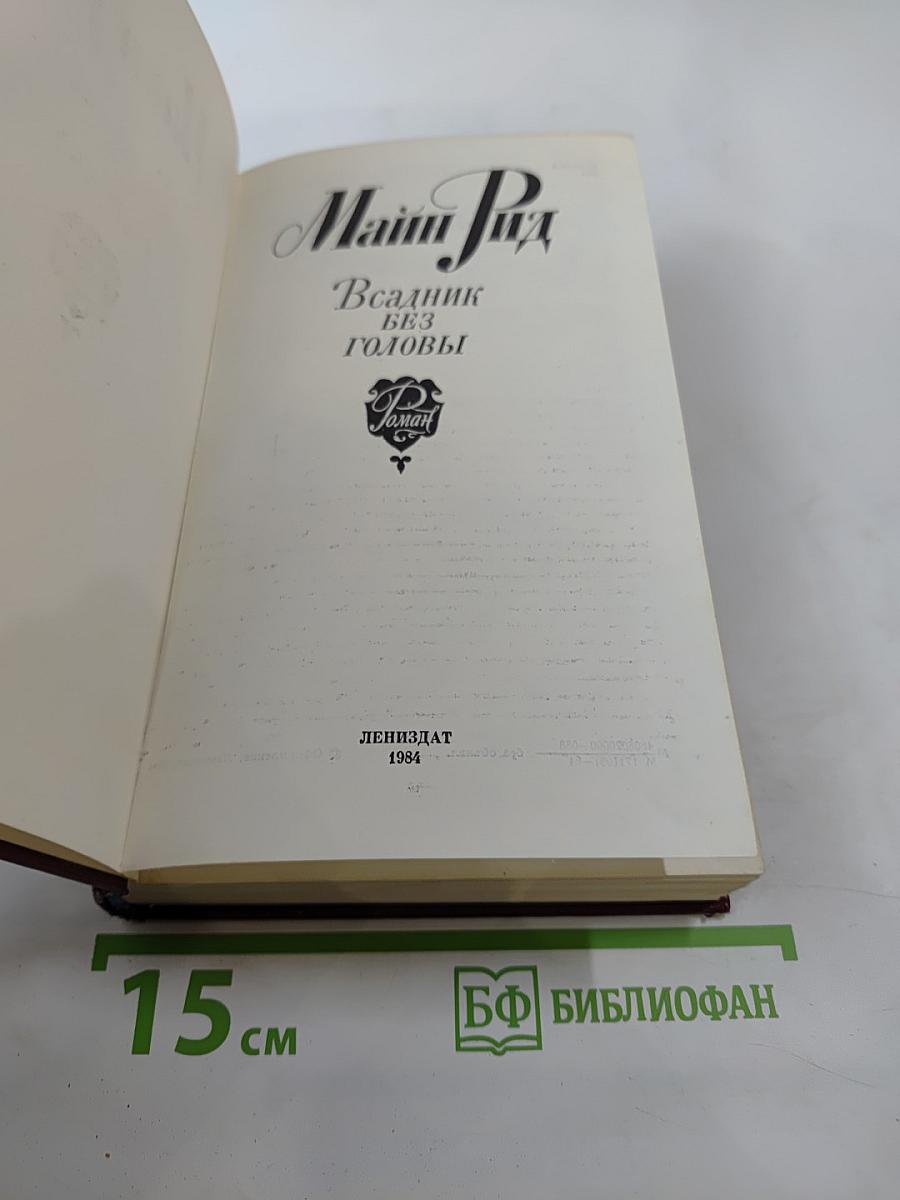 Майн Рид
Всадник
БЕЗ
ГОЛОВЫ
Роман
ЛЕНИЗДАТ
1984
15 см
БФ БИБЛИОФАН